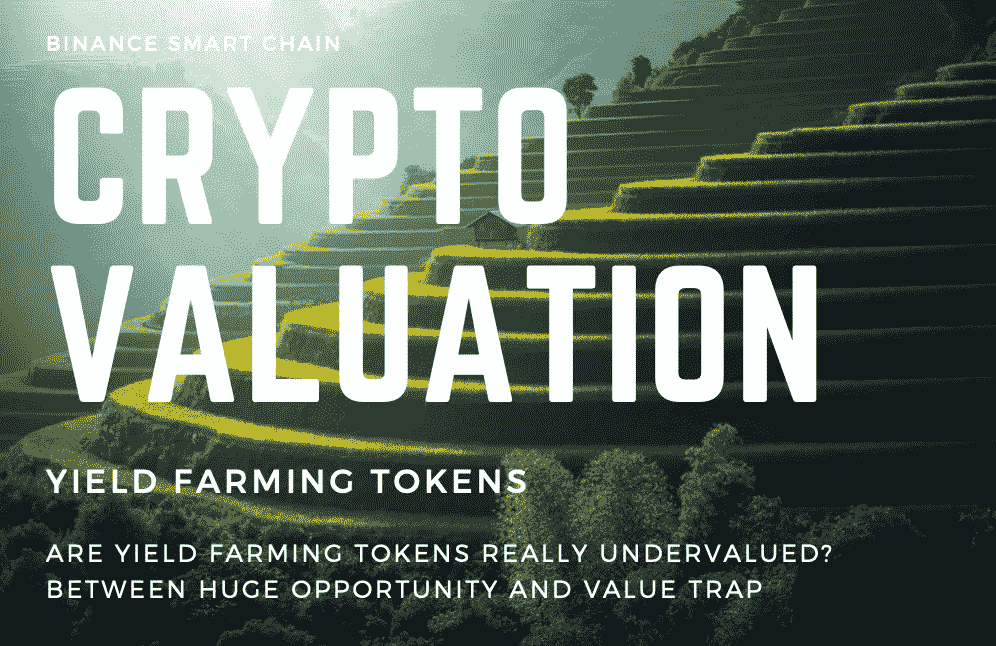 BINANCE SMART CHAIN
CRYPTO
VALUATION
YIELD FARMING TOKENS
ARE YIELD FARMING TOKENS REALLY UNDERVALUED?
BETWEEN HUGE OPPORTUNITY AND VALUE TRAP